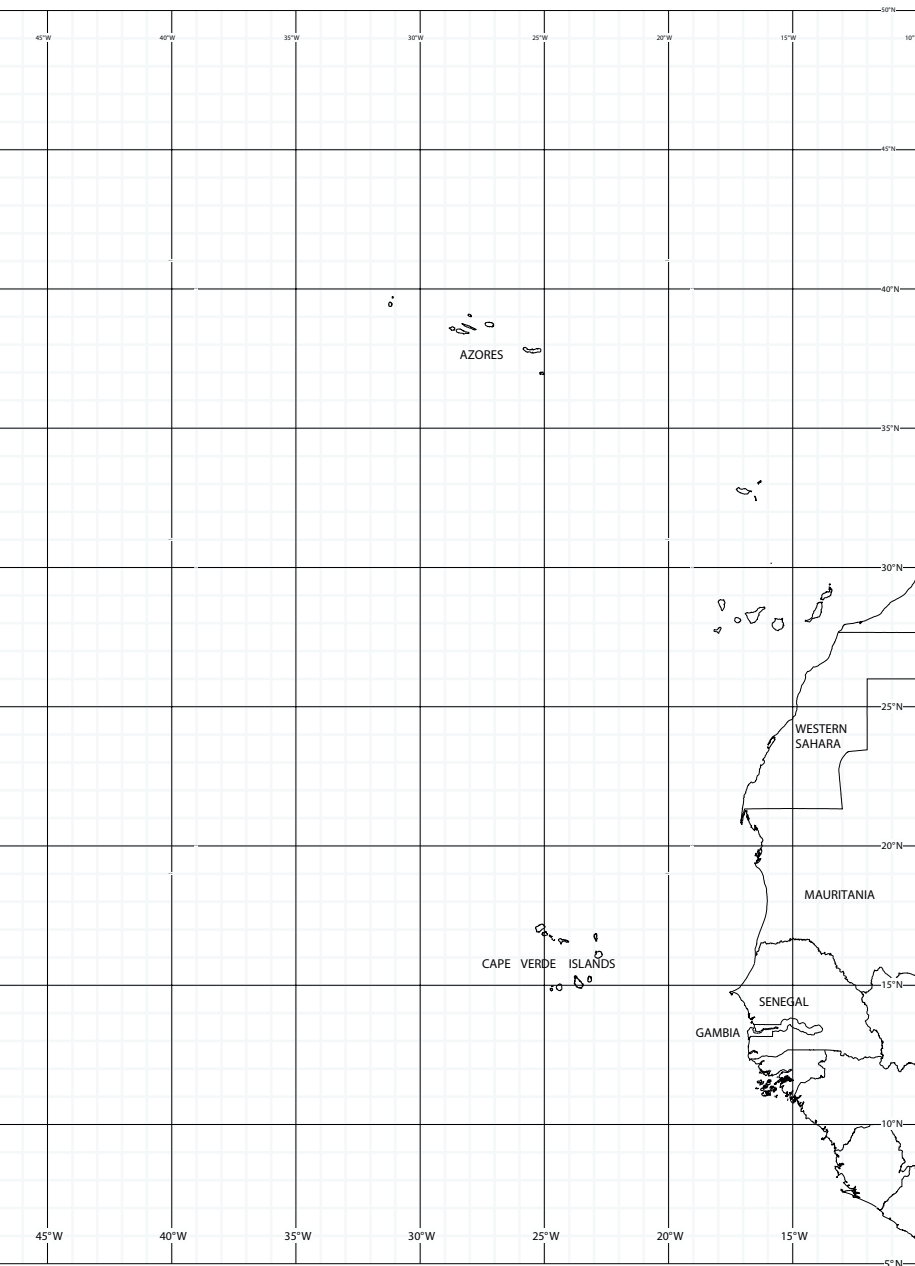 50°N
45°W 40°W 35°W 30°W 25°W 20°W 15°W 10°
45°N
40°N
AZORES
35°N
30°N
25°N
WESTERN
SAHARA
20°N
MAURITANIA
CAPE VERDE ISLANDS
15°N
SENEGAL
GAMBIA
10°N
45°W 40°W 35°W 30°W 25°W 20°W 15°W
5°N